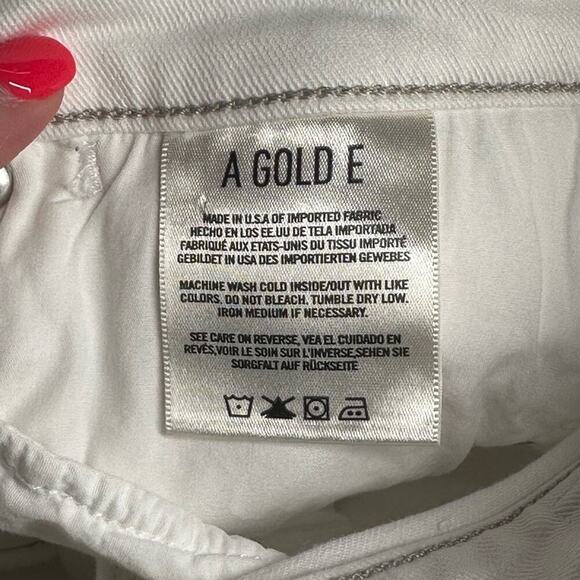 A GOLD E
MADE IN U.S.A OF IMPORTED FABRIC
HECHO EN LOS EE.UU DE TELA IMPORTADA
FABRIQUÉ AUX ETATS-UNIS DU TISSU IMPORTÉ
GEBILDET IN USA DES IMPORTIERTEN GEWEBES
MACHINE WASH COLD INSIDE/OUT WITH LIKE
COLORS. DO NOT BLEACH. TUMBLE DRY LOW.
IRON MEDIUM IF NECESSARY.
SEE CARE ON REVERSE, VEA EL CUIDADO EN
REVÉS,VOIR LE SOIN SUR L'INVERSE,SEHEN SIE
SORGFALT AUF RÜCKSEITE